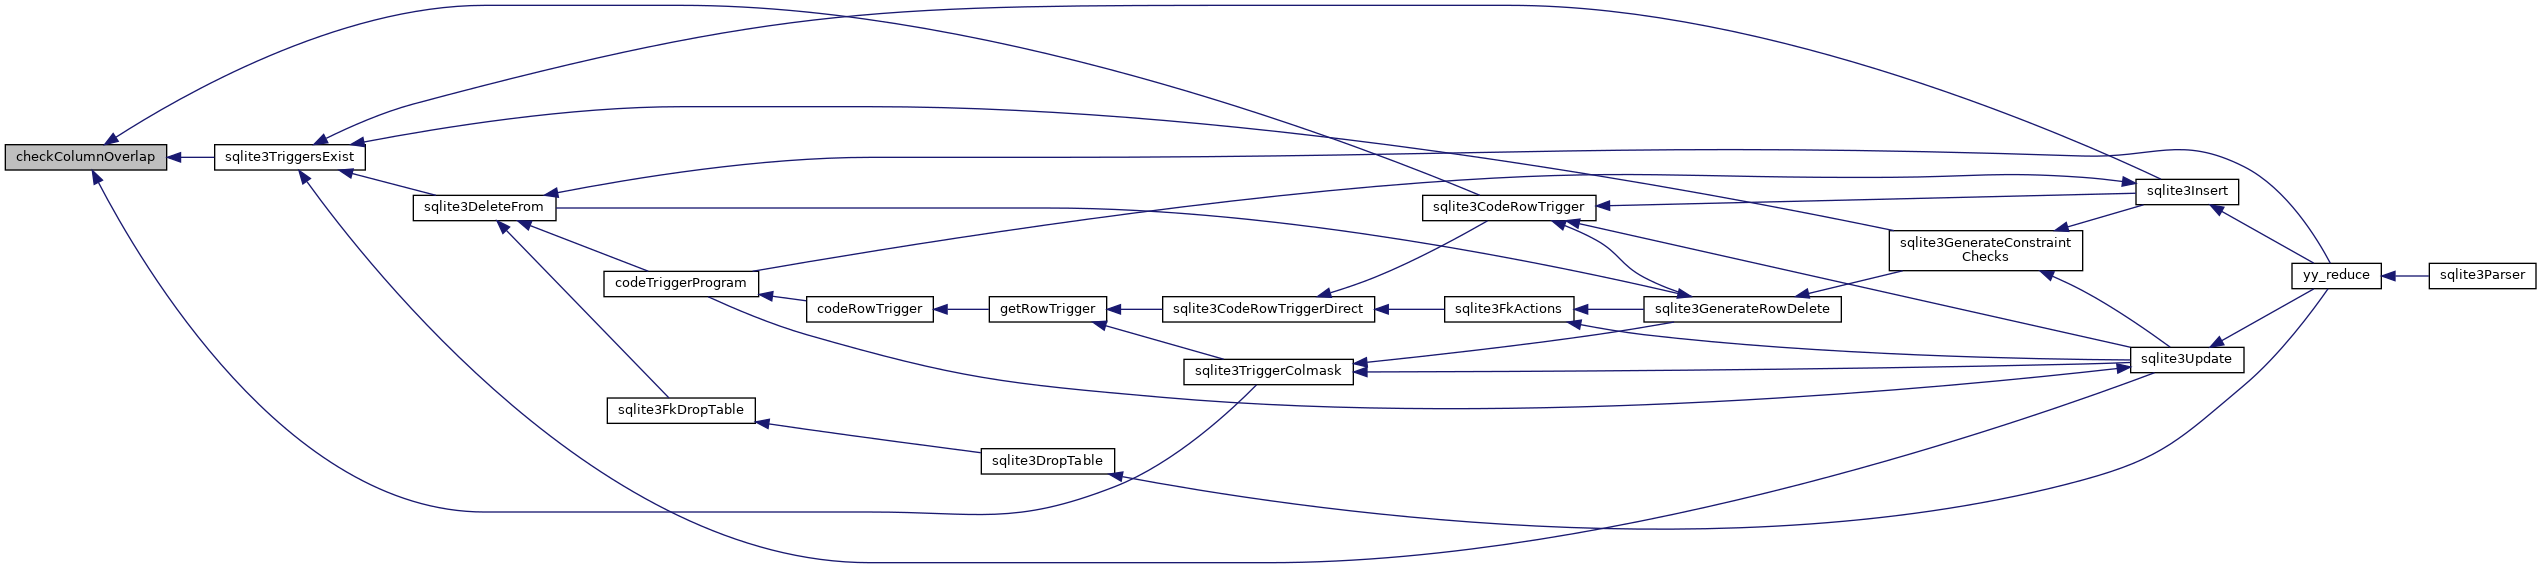 checkColumnOverlap
sqlite3TriggersExist
sqlite3DeleteFrom
codeTriggerProgram
sqlite3FkDropTable
codeRowTrigger
getRowTrigger
sqlite3DropTable
sqlite3CodeRowTriggerDirect
sqlite3TriggerColmask
sqlite3CodeRowTrigger
sqlite3FkActions
sqlite3GenerateRowDelete
sqlite3GenerateConstraint
Checks
sqlite3Insert
sqlite3Update
yy_reduce
sqlite3Parser